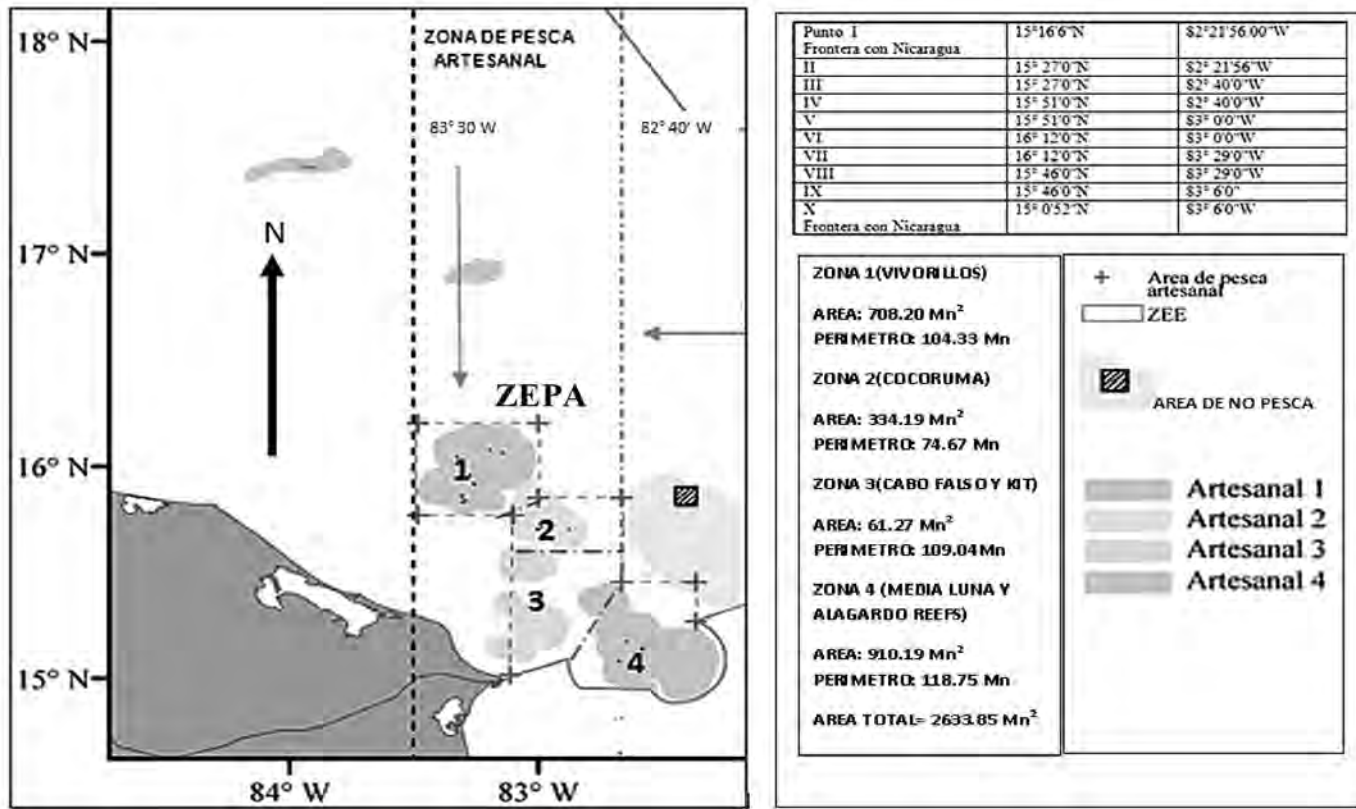 18° N
17° N
16° N
15° N
84° W
83° W
ZONA DE PESCA
ARTESANAL
83° 30 W
82° 40' W
N
ZEPA
1
2
3
4
Punto I 15°16'6"N 82°21'56.00"W
Frontera con Nicaragua
II 15° 27'0"N 82° 21'56"W
III 15° 27'0"N 82° 40'0"W
IV 15° 51'0"N 82° 40'0"W
V 15° 51'0"N 83° 0'0"W
VI 16° 12'0"N 83° 0'0"W
VII 16° 12'0"N 83° 29'0"W
VIII 15° 46'0"N 83° 29'0"W
IX 15° 46'0"N 83° 6'0"
X 15° 0'52"N 83° 6'0"W
Frontera con Nicaragua
ZONA 1(VIVORILLOS)
AREA: 708.20 Mn²
PERIMETRO: 104.33 Mn
ZONA 2(COCORUMA)
AREA: 334.19 Mn²
PERIMETRO: 74.67 Mn
ZONA 3(CABO FALSO Y KIT)
AREA: 61.27 Mn²
PERIMETRO: 109.04 Mn
ZONA 4 (MEDIA LUNA Y
ALAGARDO REEFS)
AREA: 910.19 Mn²
PERIMETRO: 118.75 Mn
AREA TOTAL= 2633.85 Mn²
Area de pesca
artesanal
ZEE
AREA DE NO PESCA
Artesanal 1
Artesanal 2
Artesanal 3
Artesanal 4